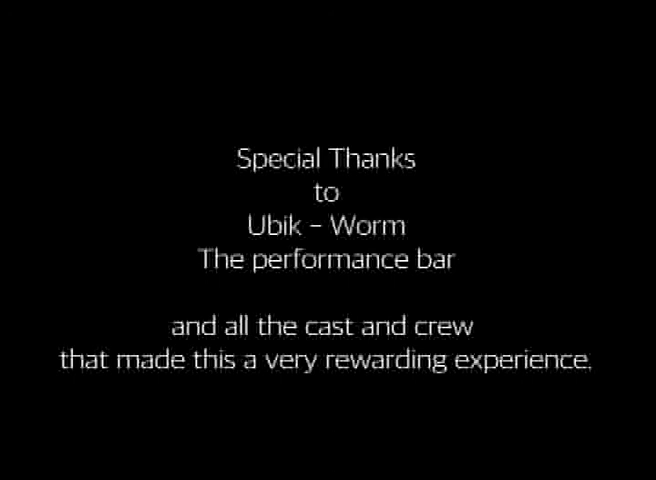 Special Thanks
to
Ubik - Worm
The performance bar
and all the cast and crew
that made this a very rewarding experience.